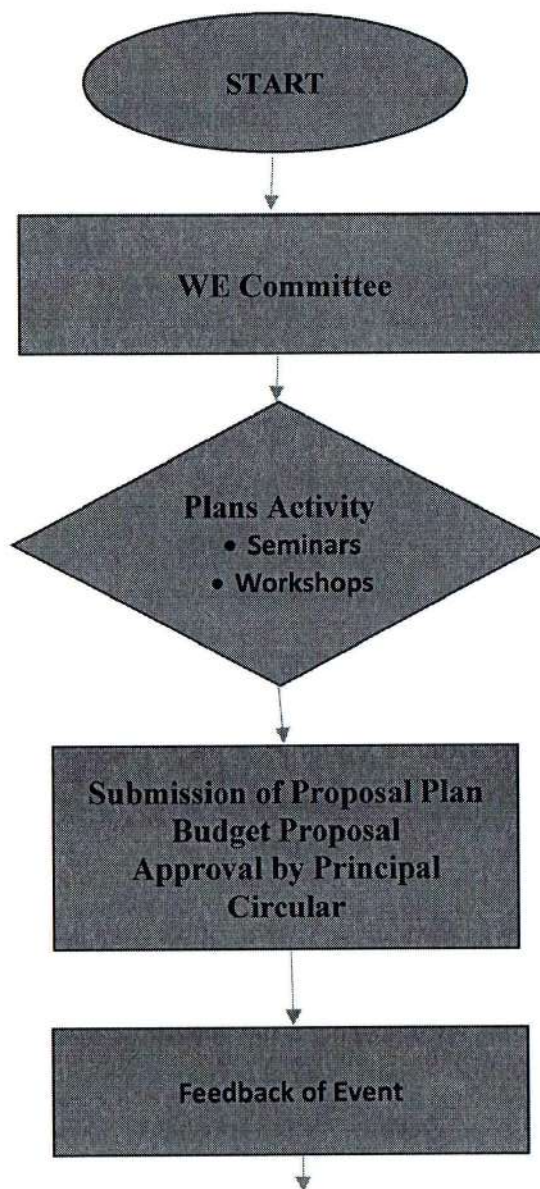 START
WE Committee
Plans Activity
• Seminars
• Workshops
Submission of Proposal Plan
Budget Proposal
Approval by Principal
Circular
Feedback of Event